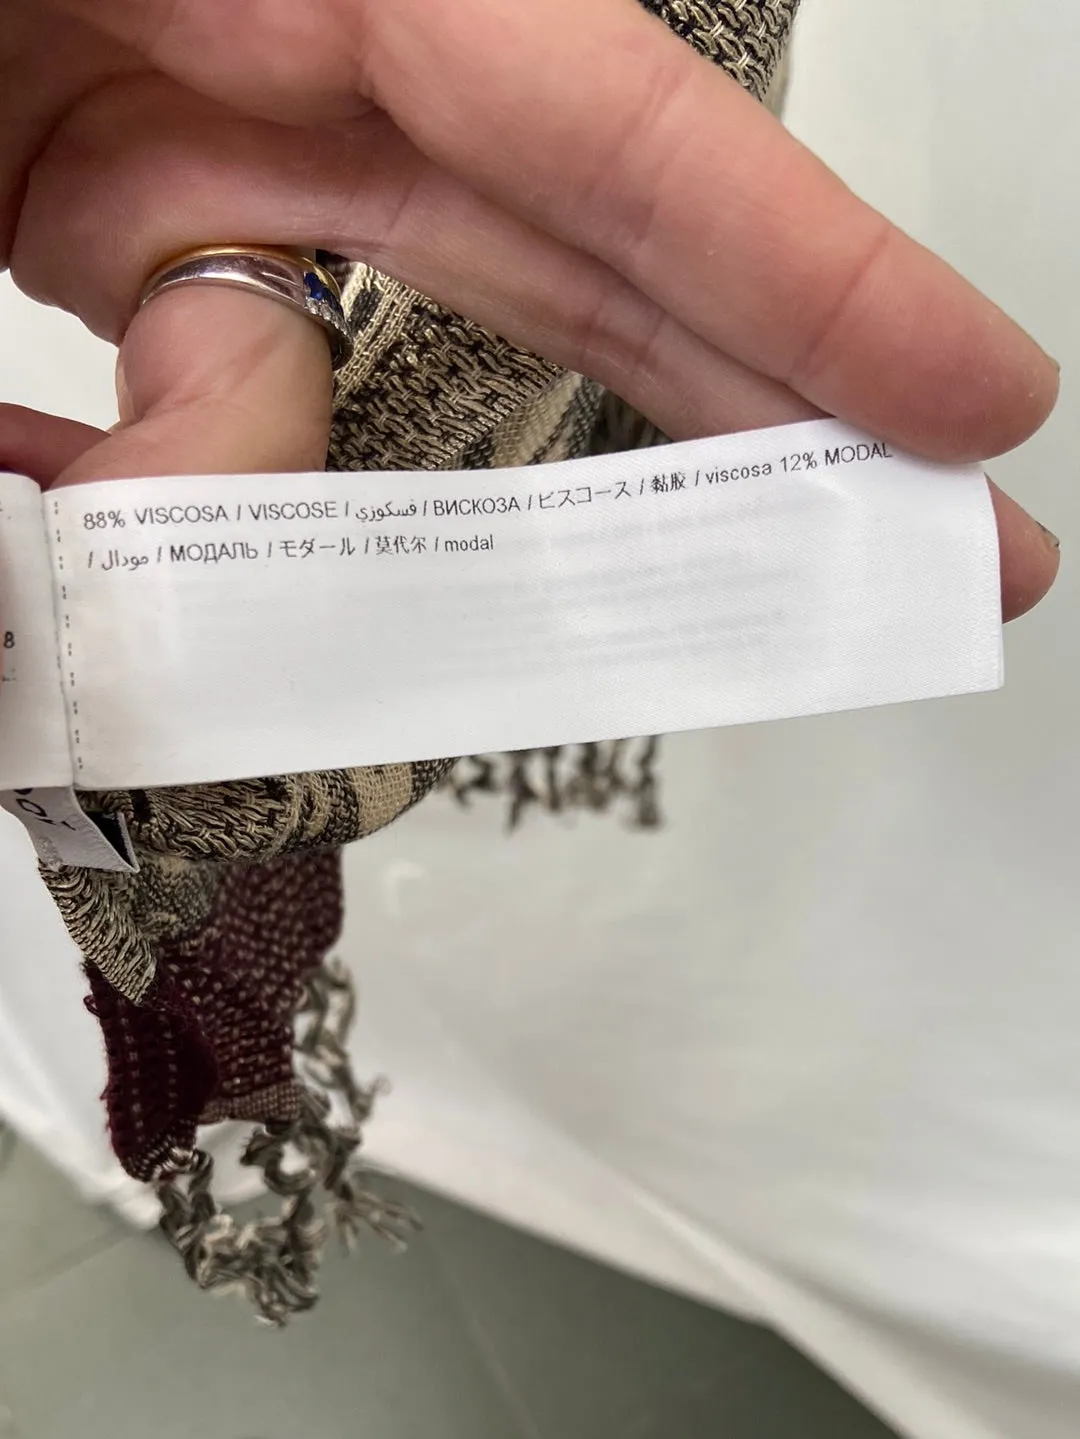 88% VISCOSA / VISCOSE / فسكوزي / ВИСКОЗА / ビスコース / 黏胶 / viscosa 12% MODAL
/ مودال / МОДАЛЬ / モダール / 莫代尔 / modal
8